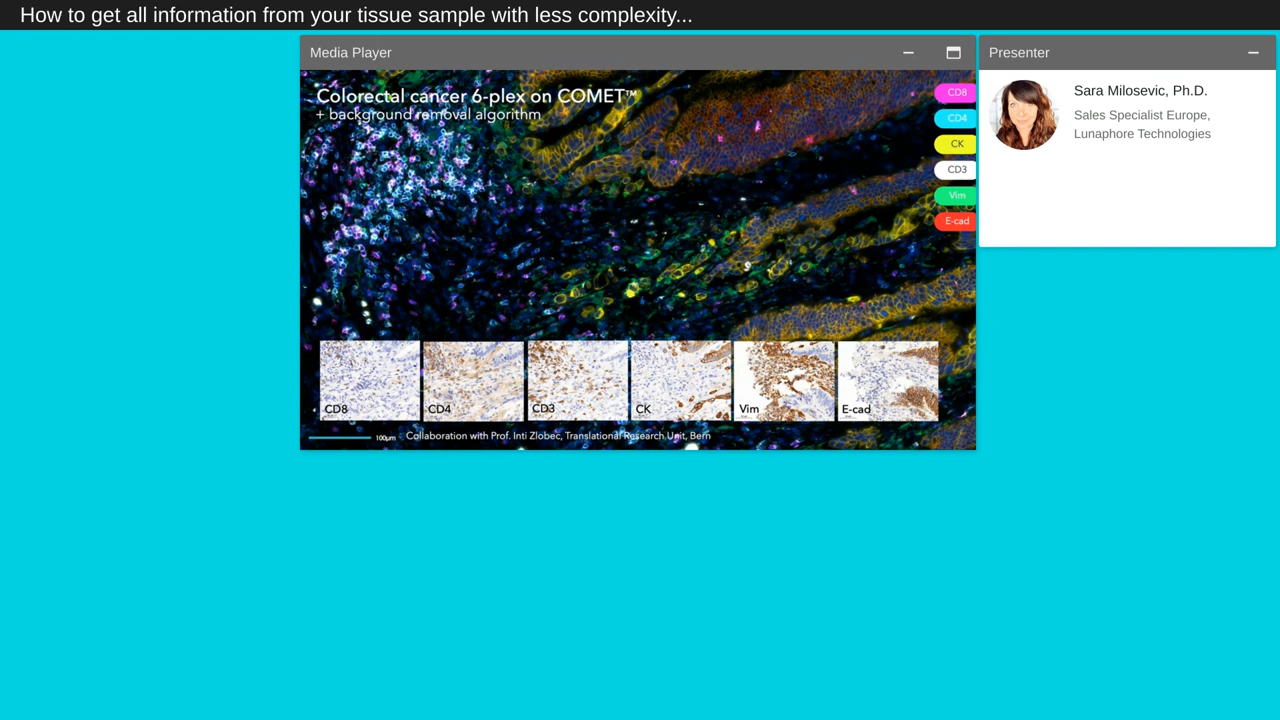 How to get all information from your tissue sample with less complexity...
Media Player
Presenter
Colorectal cancer 6-plex on COMET™
+ background removal algorithm
CD8
CD4
CK
CD3
Vim
E-cad
Sara Milosevic, Ph.D.
Sales Specialist Europe,
Lunaphore Technologies
CD8
CD4
CD3
CK
Vim
E-cad
100µm
Collaboration with Prof. Inti Zlobec, Translational Research Unit, Bern